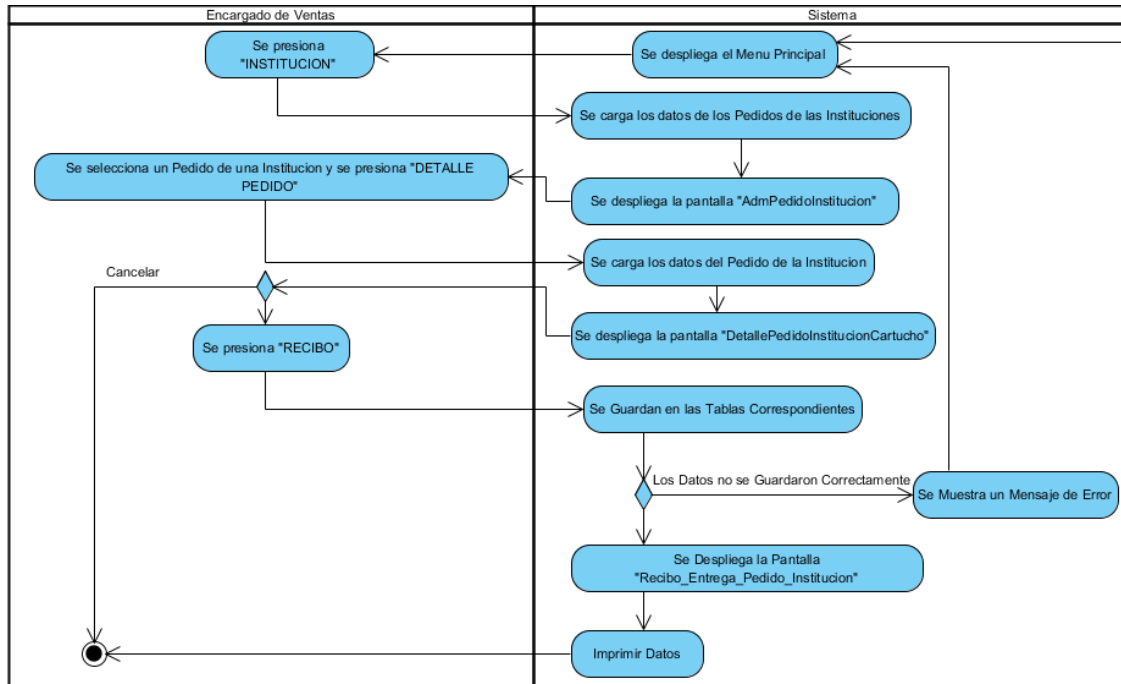 Encargado de Ventas
Sistema
Se presiona
"INSTITUCION"
Se despliega el Menu Principal
Se carga los datos de los Pedidos de las Instituciones
Se selecciona un Pedido de una Institucion y se presiona "DETALLE
PEDIDO"
Se despliega la pantalla "AdmPedidoInstitucion"
Se carga los datos del Pedido de la Institucion
Cancelar
Se despliega la pantalla "DetallePedidoInstitucionCartucho"
Se presiona "RECIBO"
Se Guardan en las Tablas Correspondientes
Los Datos no se Guardaron Correctamente
Se Muestra un Mensaje de Error
Se Despliega la Pantalla
"Recibo_Entrega_Pedido_Institucion"
Imprimir Datos